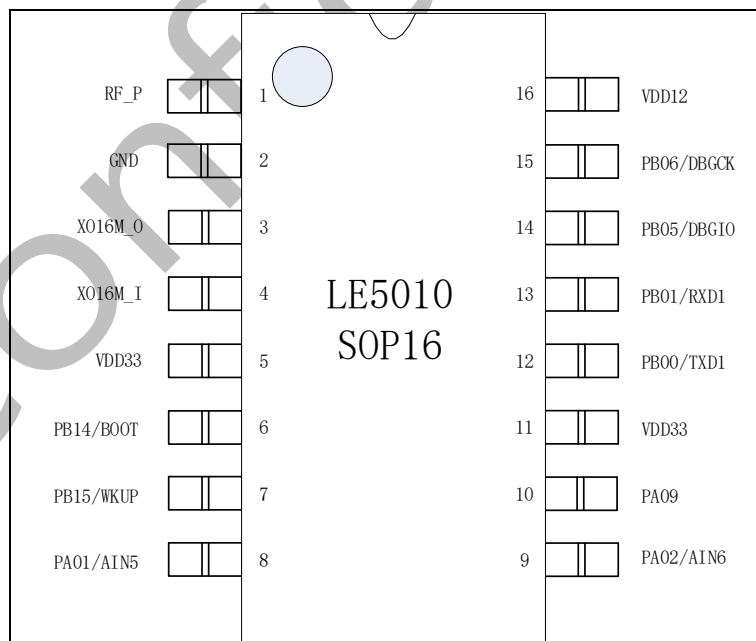 RF_P 1 16 VDD12
GND 2 15 PB06/DBGCK
XO16M_O 3 14 PB05/DBGIO
XO16M_I 4 13 PB01/RXD1
VDD33 5 12 PB00/TXD1
PB14/BOOT 6 11 VDD33
PB15/WKUP 7 10 PA09
PA01/AIN5 8 9 PA02/AIN6
LE5010
SOP16